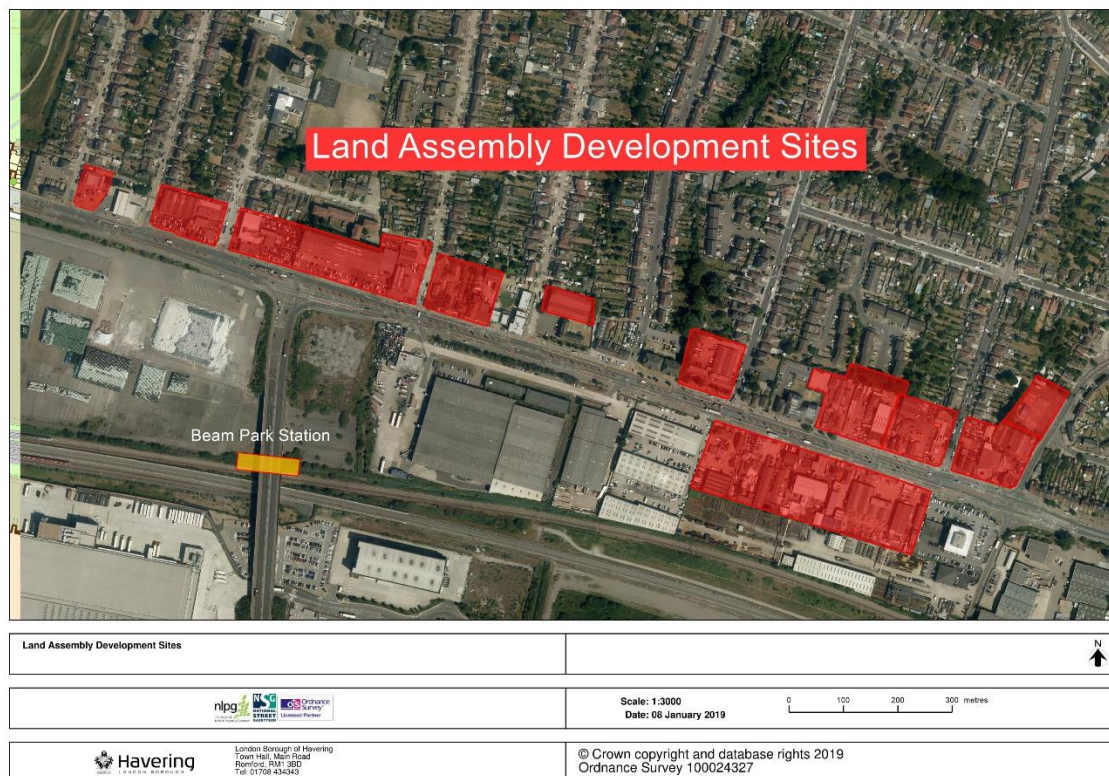 Land Assembly Development Sites
Beam Park Station
Land Assembly Development Sites
N
nlpg
NSG
NATIONAL
STREET
GAZETTEER
Ordnance
Survey
Licensed Partner
Scale: 1:3000
Date: 08 January 2019
0 100 200 300 metres
Havering
LONDON BOROUGH
London Borough of Havering
Town Hall, Main Road
Romford, RM1 3BD
Tel: 01708 434343
© Crown copyright and database rights 2019
Ordnance Survey 100024327